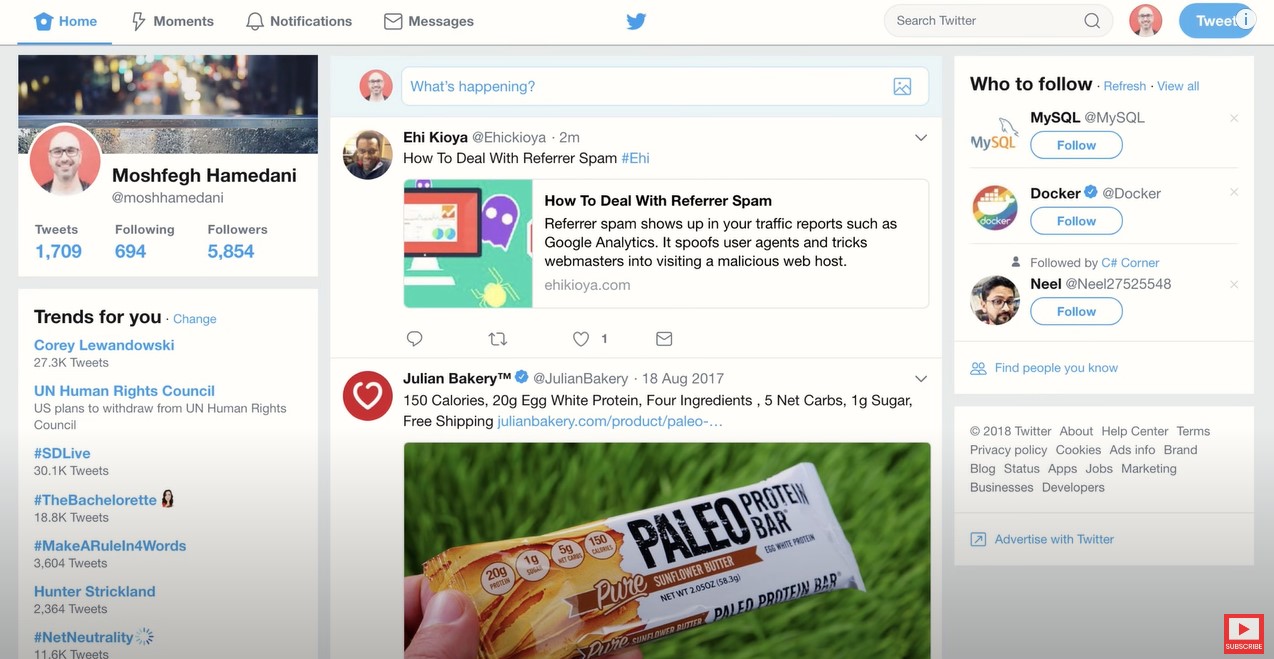 Home
Moments
Notifications
Messages
Search Twitter
Tweet
Moshfegh Hamedani
@moshhamedani
Tweets Following Followers
1,709 694 5,854
Trends for you · Change
Corey Lewandowski
27.3K Tweets
UN Human Rights Council
US plans to withdraw from UN Human Rights
Council
#SDLive
30.1K Tweets
#TheBachelorette
18.8K Tweets
#MakeARuleIn4Words
3,604 Tweets
Hunter Strickland
2,364 Tweets
#NetNeutrality
11.6K Tweets
What's happening?
Ehi Kioya @Ehickioya · 2m
How To Deal With Referrer Spam #Ehi
How To Deal With Referrer Spam
Referrer spam shows up in your traffic reports such as
Google Analytics. It spoofs user agents and tricks
webmasters into visiting a malicious web host.
ehikioya.com
1
Julian Bakery™ @JulianBakery · 18 Aug 2017
150 Calories, 20g Egg White Protein, Four Ingredients , 5 Net Carbs, 1g Sugar,
Free Shipping julianbakery.com/product/paleo-…
20g PROTEIN
1g SUGAR
5g NET CARBS
150 CALORIES
PALEO PROTEIN BAR
EGG WHITE PROTEIN
Pure SUNFLOWER BUTTER
NET WT 2.05OZ (58.3g)
PALEO PROTEIN BAR
Pure SUNFLOWER BUTTER
Who to follow · Refresh · View all
MySQL
MySQL @MySQL
Follow
docker
Docker @Docker
Follow
Followed by C# Corner
Neel @Neel27525548
Follow
Find people you know
© 2018 Twitter About Help Center Terms
Privacy policy Cookies Ads info Brand
Blog Status Apps Jobs Marketing
Businesses Developers
Advertise with Twitter
SUBSCRIBE